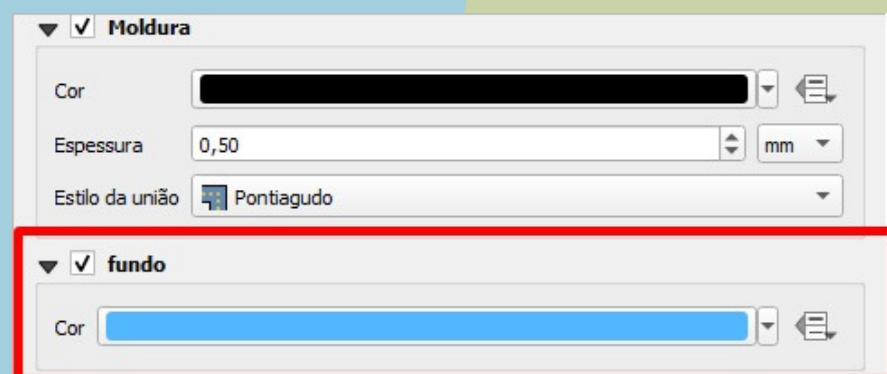 Moldura
Cor
Espessura 0,50 mm
Estilo da união Pontiagudo
fundo
Cor